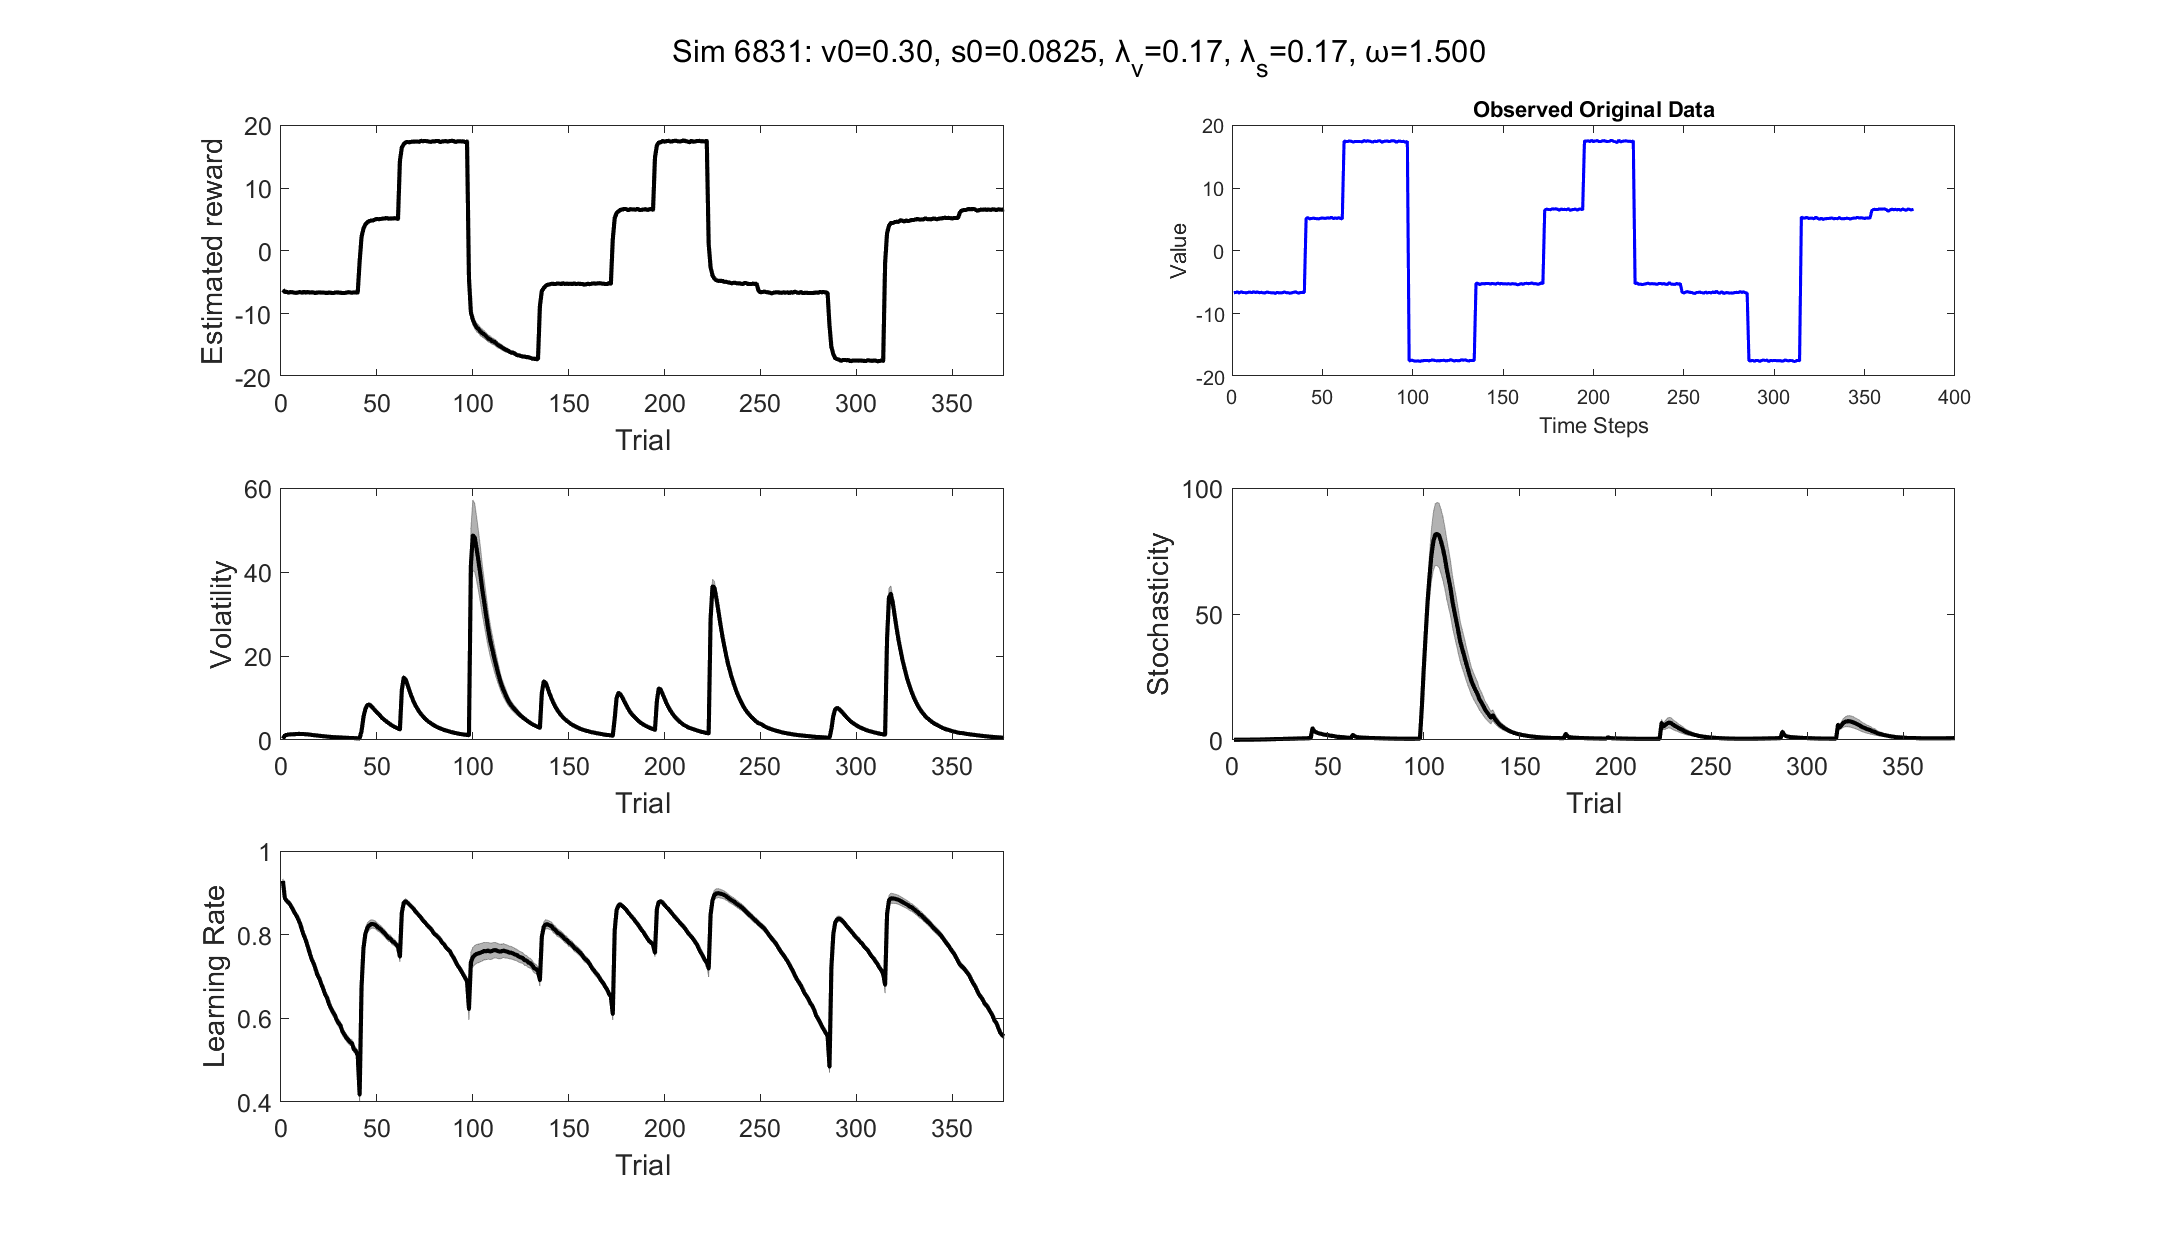 Sim 6831: v0=0.30, s0=0.0825, λ_v=0.17, λ_s=0.17, ω=1.500
Estimated reward
20
10
0
-10
-20
0 50 100 150 200 250 300 350
Trial
Observed Original Data
Value
20
10
0
-10
-20
0 50 100 150 200 250 300 350 400
Time Steps
Volatility
60
40
20
0
0 50 100 150 200 250 300 350
Trial
Stochasticity
100
50
0
0 50 100 150 200 250 300 350
Trial
Learning Rate
1
0.8
0.6
0.4
0 50 100 150 200 250 300 350
Trial